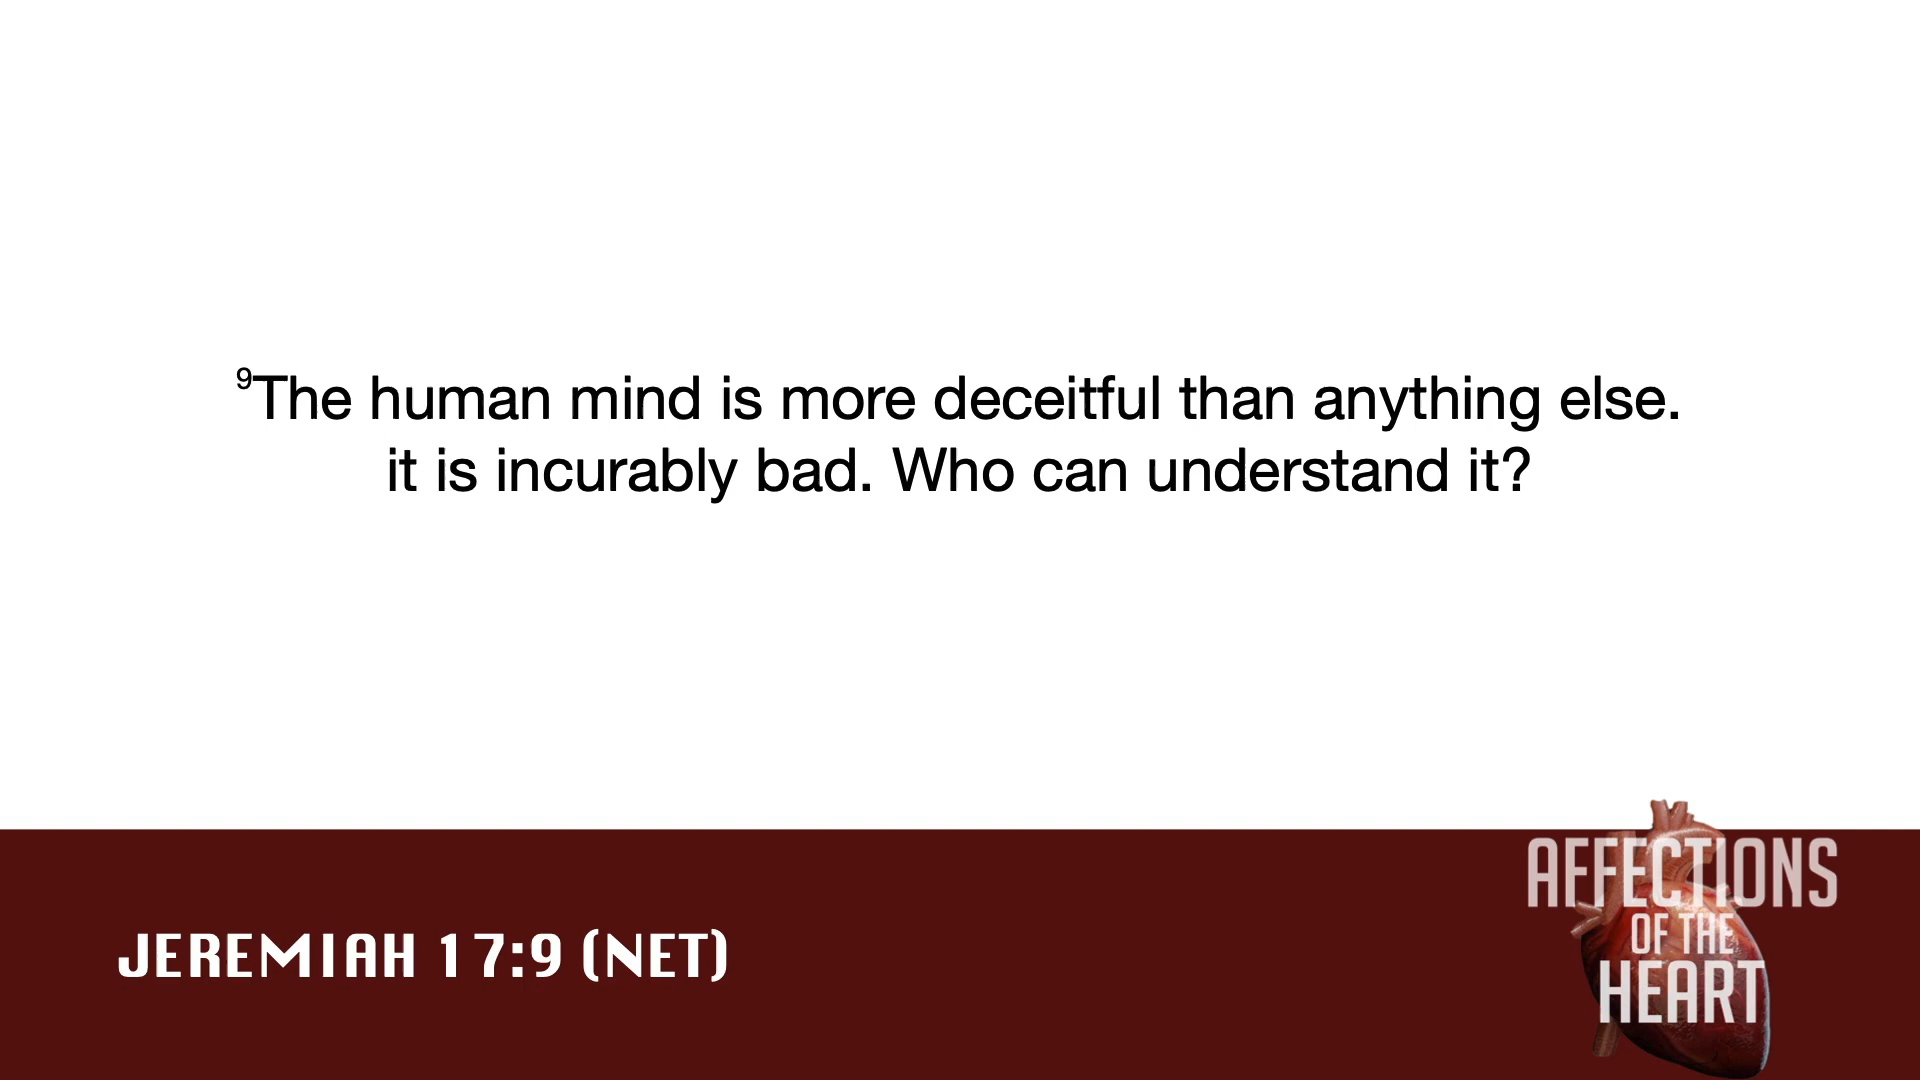 ⁹The human mind is more deceitful than anything else.
it is incurably bad. Who can understand it?
JEREMIAH 17:9 (NET)
AFFECTIONS
OF THE
HEART